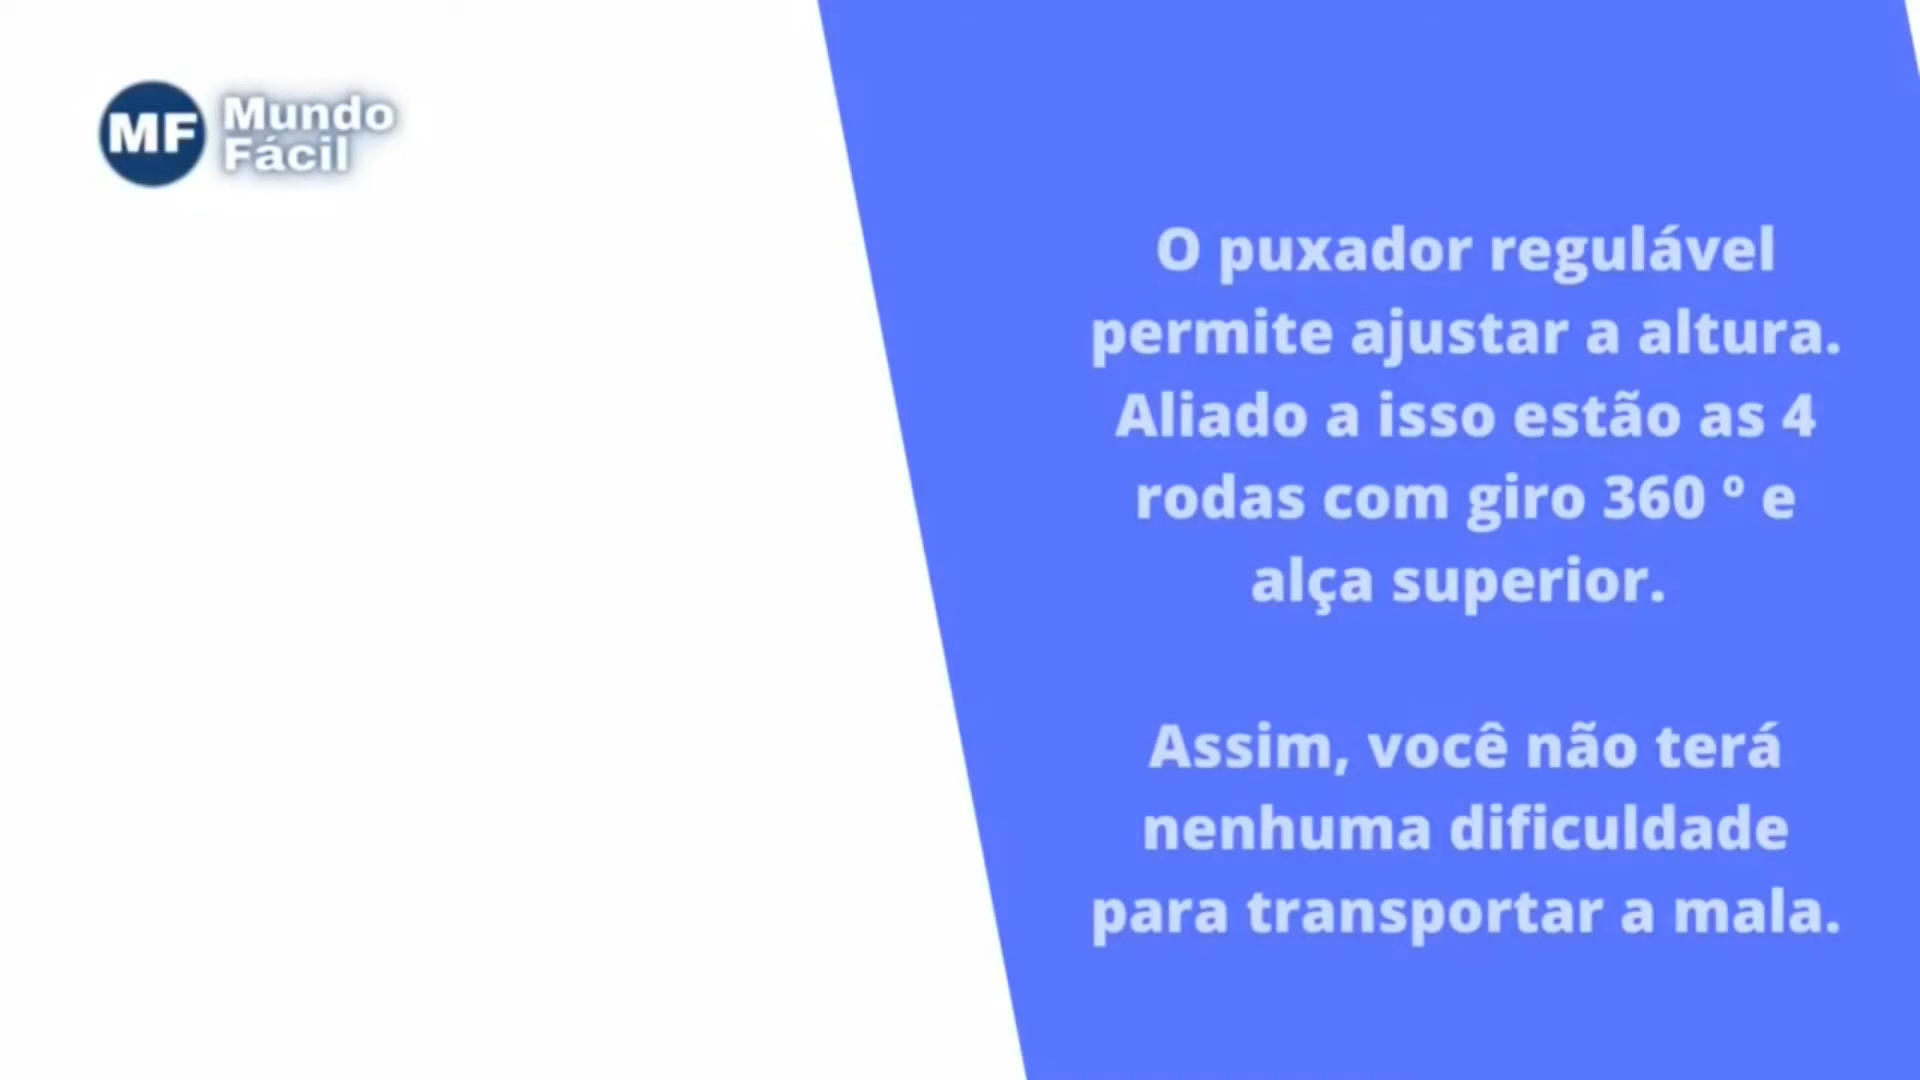 MF Mundo
Fácil
O puxador regulável
permite ajustar a altura.
Aliado a isso estão as 4
rodas com giro 360 º e
alça superior.
Assim, você não terá
nenhuma dificuldade
para transportar a mala.